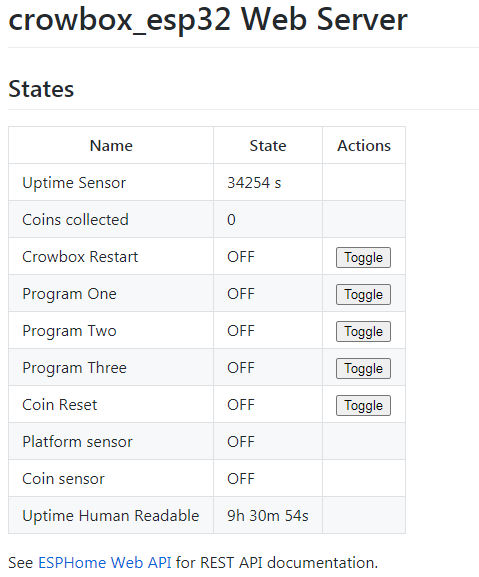 crowbox_esp32 Web Server
States
Name State Actions
Uptime Sensor 34254 s
Coins collected 0
Crowbox Restart OFF Toggle
Program One OFF Toggle
Program Two OFF Toggle
Program Three OFF Toggle
Coin Reset OFF Toggle
Platform sensor OFF
Coin sensor OFF
Uptime Human Readable 9h 30m 54s
See ESPHome Web API for REST API documentation.